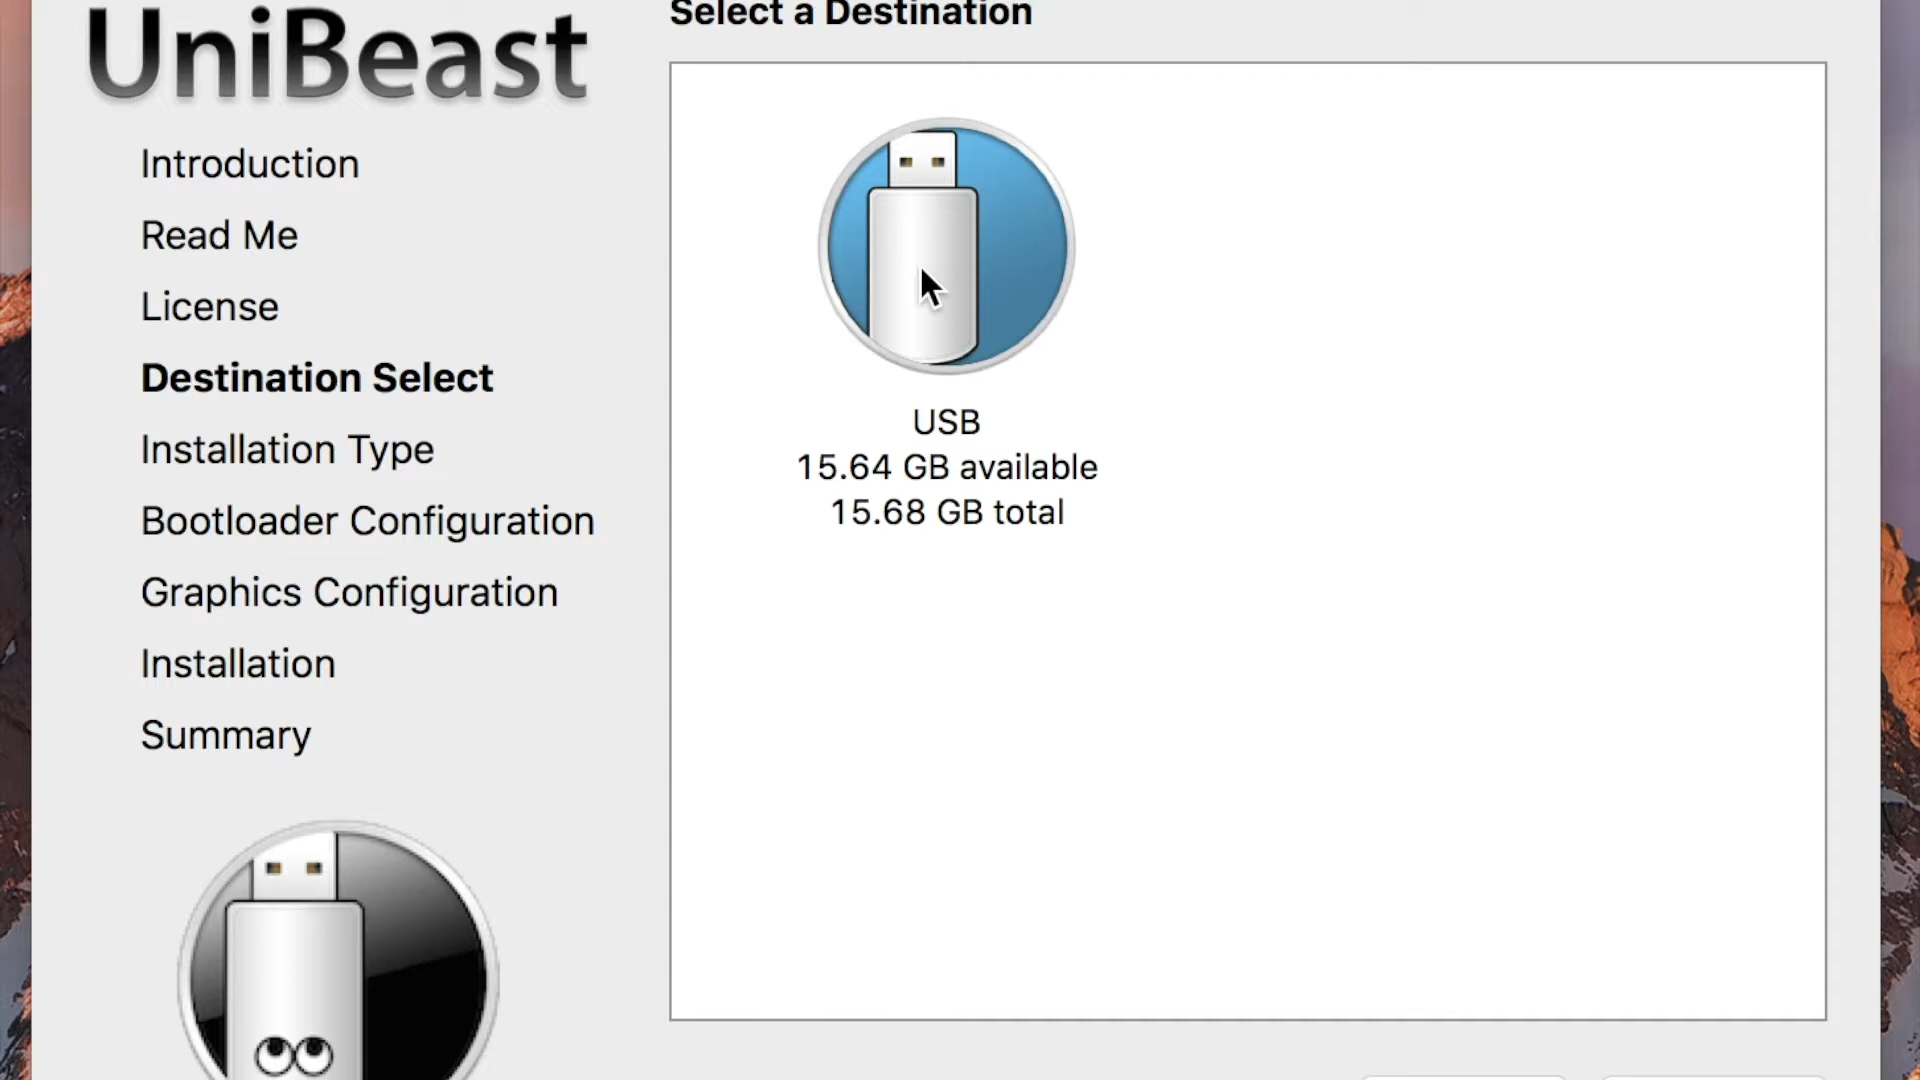 UniBeast
Introduction
Read Me
License
Destination Select
Installation Type
Bootloader Configuration
Graphics Configuration
Installation
Summary
Select a Destination
USB
15.64 GB available
15.68 GB total